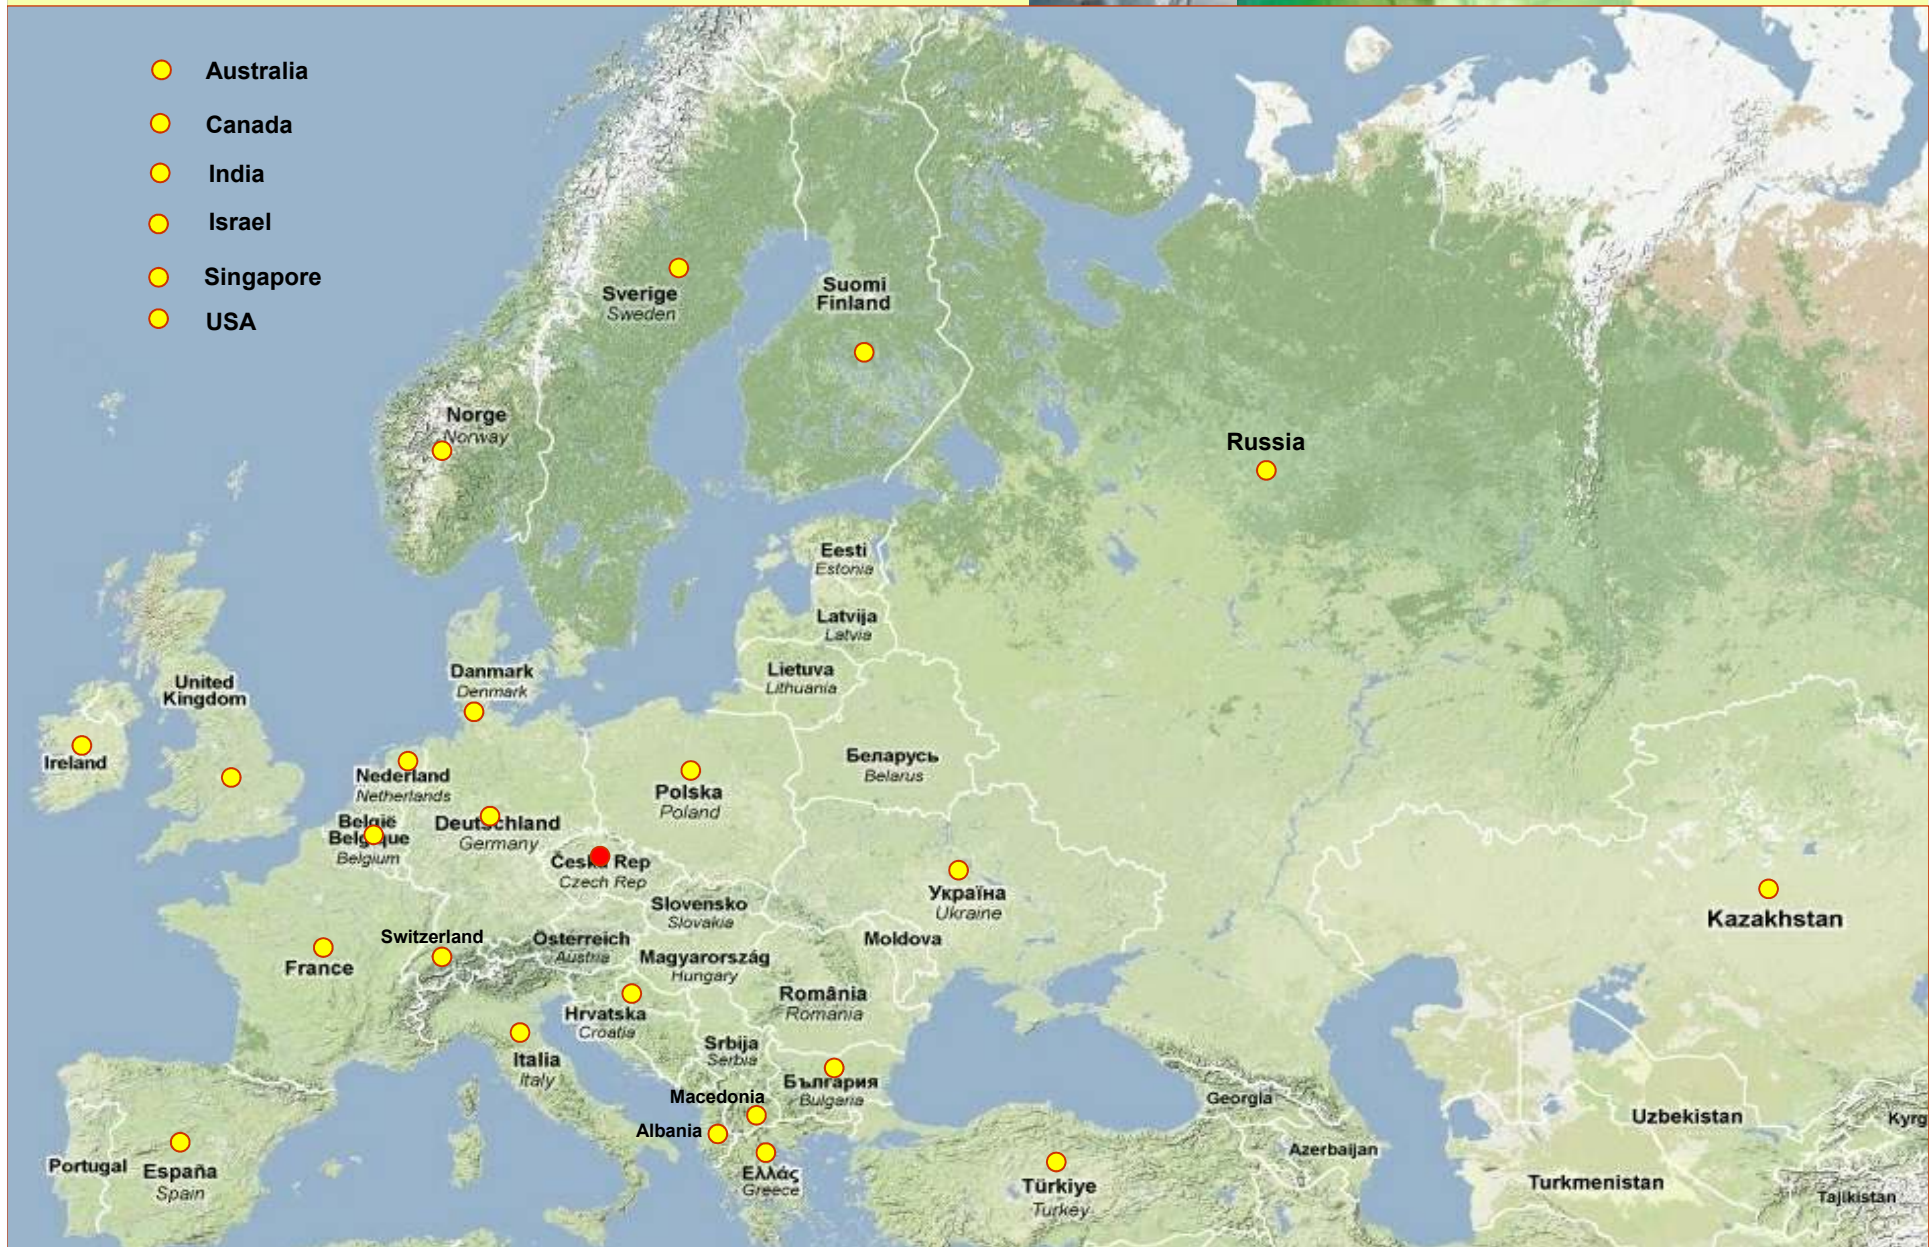 Australia
Canada
India
Israel
Singapore
USA
Suomi
Finland
Sverige
Sweden
Norge
Norway
Russia
Eesti
Estonia
Latvija
Latvia
Lietuva
Lithuania
Danmark
Denmark
United
Kingdom
Ireland
Nederland
Netherlands
België
Belgique
Belgium
Deutschland
Germany
Polska
Poland
Беларусь
Belarus
Česká Rep
Czech Rep
Slovensko
Slovakia
Україна
Ukraine
Kazakhstan
Switzerland
Österreich
Austria
Magyarország
Hungary
Moldova
France
România
Romania
Hrvatska
Croatia
Italia
Italy
Srbija
Serbia
България
Bulgaria
Macedonia
Albania
Ελλάς
Greece
Georgia
Azerbaijan
Uzbekistan
Kyrg
Turkmenistan
Tajikistan
Portugal
España
Spain
Türkiye
Turkey